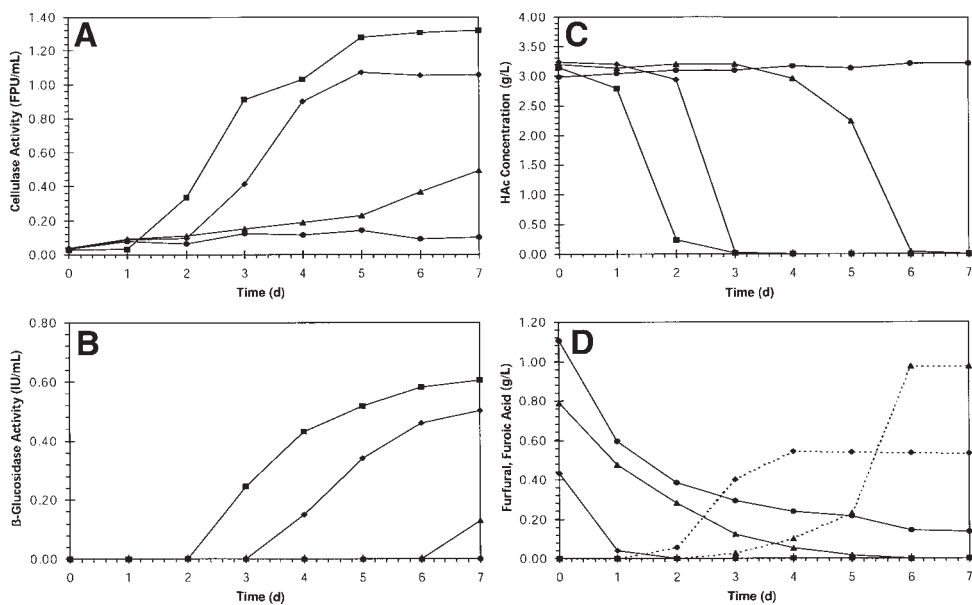 A
Cellulase Activity (FPU/mL)
1.40
1.20
1.00
0.80
0.60
0.40
0.20
0.00
0 1 2 3 4 5 6 7
Time (d)
C
HAc Concentration (g/L)
4.00
3.50
3.00
2.50
2.00
1.50
1.00
0.50
0.00
0 1 2 3 4 5 6 7
Time (d)
B
ß-Glucosidase Activity (IU/mL)
0.80
0.60
0.40
0.20
0.00
0 1 2 3 4 5 6 7
Time (d)
D
Furfural, Furoic Acid (g/L)
1.20
1.00
0.80
0.60
0.40
0.20
0.00
0 1 2 3 4 5 6 7
Time (d)